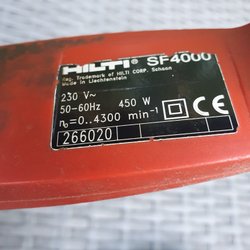 HILTI® SF4000
Reg. Trademark of HILTI CORP. Schaan
Made in Liechtenstein
230 V~
50-60Hz 450 W
n₀=0..4300 min⁻¹
CE
266020